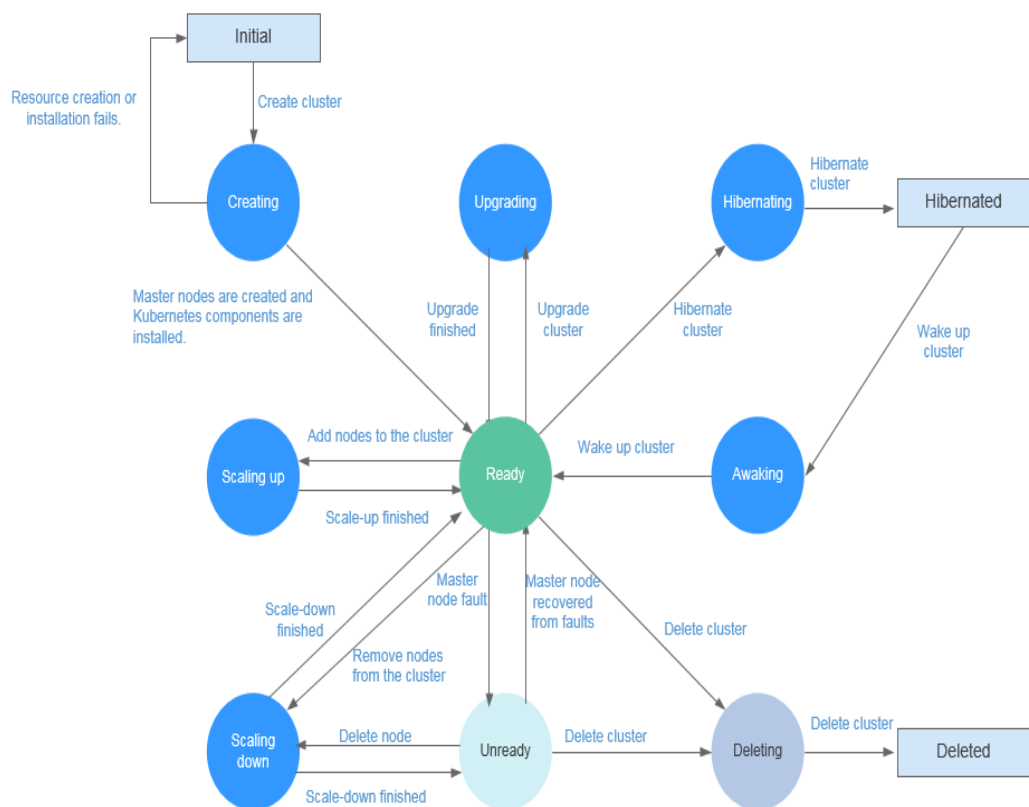 Initial
Resource creation or
installation fails.
Create cluster
Creating
Upgrading
Hibernating
Hibernate
cluster
Hibernated
Master nodes are created and
Kubernetes components are
installed.
Upgrade
finished
Upgrade
cluster
Hibernate
cluster
Wake up
cluster
Add nodes to the cluster
Wake up cluster
Scaling up
Ready
Awaking
Scale-up finished
Scale-down
finished
Master
node fault
Master node
recovered
from faults
Delete cluster
Remove nodes
from the cluster
Scaling
down
Delete node
Unready
Delete cluster
Deleting
Delete cluster
Deleted
Scale-down finished